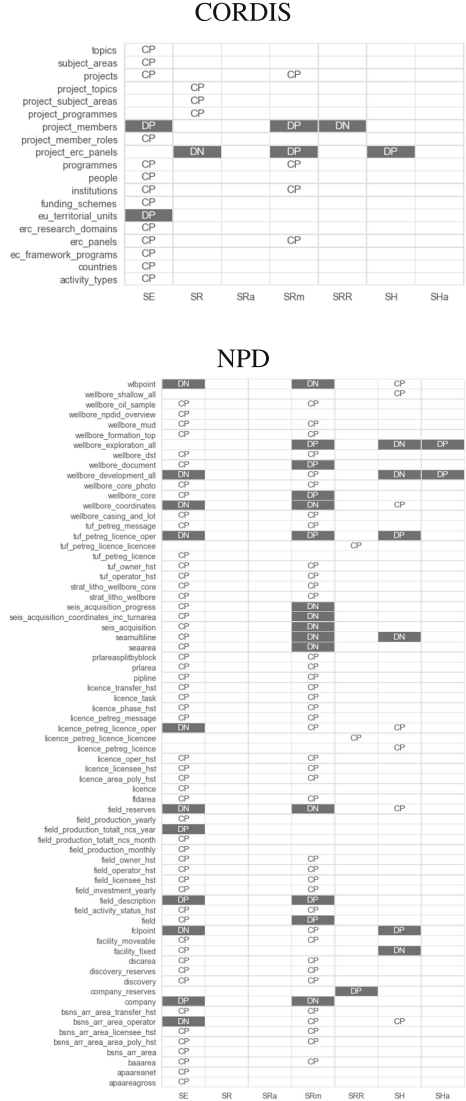 CORDIS
topics CP
subject_areas CP
projects CP CP
project_topics CP
project_subject_areas CP
project_programmes CP
project_members DP DP DN
project_member_roles CP
project_erc_panels DN DP DP
programmes CP CP
people CP
institutions CP CP
funding_schemes CP
eu_territorial_units DP
erc_research_domains CP
erc_panels CP CP
ec_framework_programs CP
countries CP
activity_types CP
SE SR SRa SRm SRR SH SHa
NPD
wlbpoint DN DN CP
wellbore_shallow_all CP
wellbore_oil_sample CP CP
wellbore_npdid_overview CP
wellbore_mud CP CP
wellbore_formation_top CP CP
wellbore_exploration_all DP DN DP
wellbore_dst CP CP
wellbore_document CP DP
wellbore_development_all DN CP DN DP
wellbore_core_photo CP CP
wellbore_core CP DP
wellbore_coordinates DN DN CP
wellbore_casing_and_lot CP CP
tuf_petreg_message CP CP
tuf_petreg_licence_oper DN DP DP
tuf_petreg_licence_licencee CP
tuf_petreg_licence CP
tuf_owner_hst CP CP
tuf_operator_hst CP CP
strat_litho_wellbore_core CP CP
strat_litho_wellbore CP CP
seis_acquisition_progress CP DN
seis_acquisition_coordinates_inc_turnarea CP DN
seis_acquisition CP DN
seamultiline CP DN DN
seaarea CP DN
prlareasplitbyblock CP CP
prlarea CP CP
pipline CP CP
licence_transfer_hst CP CP
licence_task CP CP
licence_phase_hst CP CP
licence_petreg_message CP CP
licence_petreg_licence_oper DN CP CP
licence_petreg_licence_licencee CP
licence_petreg_licence CP
licence_oper_hst CP CP
licence_licensee_hst CP CP
licence_area_poly_hst CP CP
licence CP
fldarea CP CP
field_reserves DN DN CP
field_production_yearly CP
field_production_totalt_ncs_year DP
field_production_totalt_ncs_month CP
field_production_monthly CP
field_owner_hst CP CP
field_operator_hst CP CP
field_licensee_hst CP CP
field_investment_yearly CP CP
field_description DP DP
field_activity_status_hst CP CP
field CP DP
fclpoint DN CP DP
facility_moveable CP CP
facility_fixed CP DN
dscarea CP CP
discovery_reserves CP CP
discovery CP CP
company_reserves DP
company DP DN
bsns_arr_area_transfer_hst CP CP
bsns_arr_area_operator DN CP CP
bsns_arr_area_licensee_hst CP CP
bsns_arr_area_area_poly_hst CP CP
bsns_arr_area CP
baaarea CP CP
apaareanet CP
apaareagross CP
SE SR SRa SRm SRR SH SHa